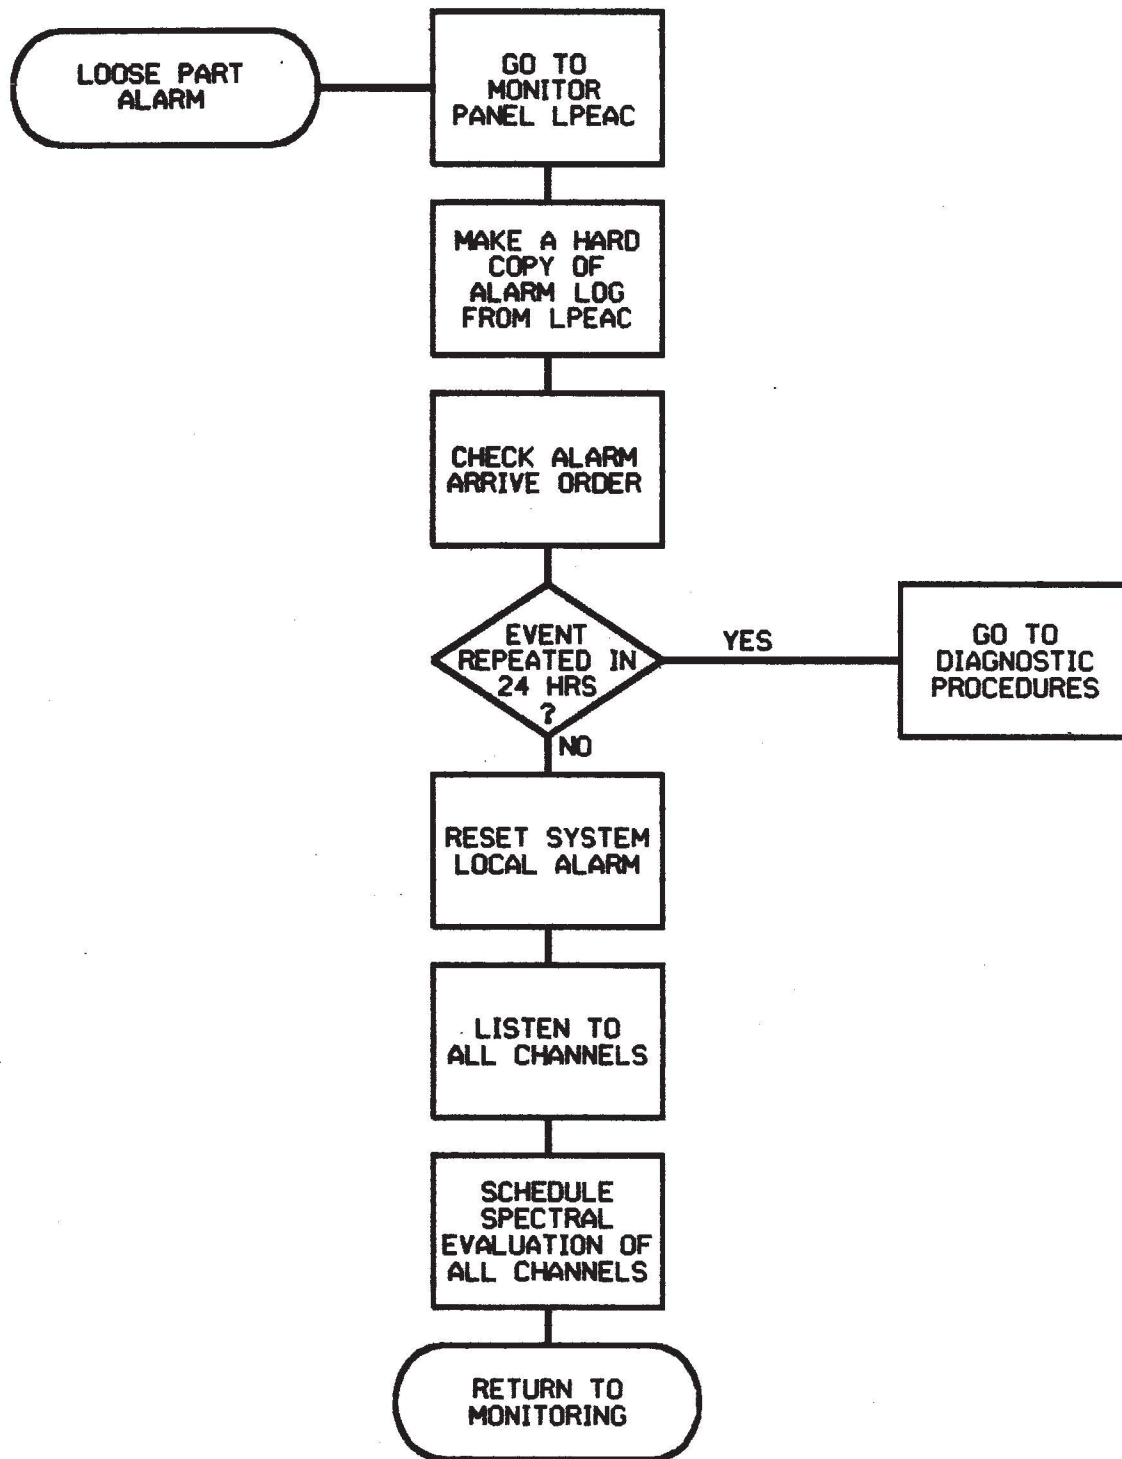 LOOSE PART
ALARM
GO TO
MONITOR
PANEL LPEAC
MAKE A HARD
COPY OF
ALARM LOG
FROM LPEAC
CHECK ALARM
ARRIVE ORDER
EVENT
REPEATED IN
24 HRS
?
YES
GO TO
DIAGNOSTIC
PROCEDURES
NO
RESET SYSTEM
LOCAL ALARM
LISTEN TO
ALL CHANNELS
SCHEDULE
SPECTRAL
EVALUATION OF
ALL CHANNELS
RETURN TO
MONITORING